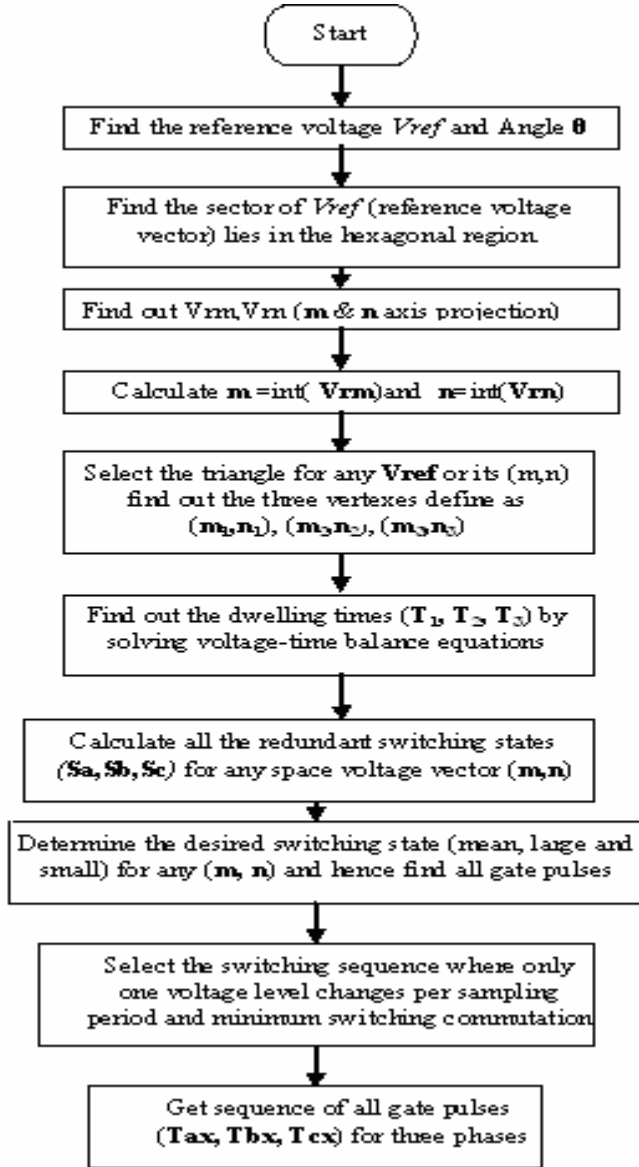 Start
Find the reference voltage Vref and Angle θ
Find the sector of Vref (reference voltage
vector) lies in the hexagonal region.
Find out Vrm,Vrn (m & n axis projection)
Calculate m =int( Vrm)and n=int(Vrn)
Select the triangle for any Vref or its (m,n)
find out the three vertexes define as
(m₁,n₁), (m₂,n₂), (m₃,n₃)
Find out the dwelling times (T₁, T₂, T₃) by
solving voltage-time balance equations
Calculate all the redundant switching states
(Sa, Sb, Sc) for any space voltage vector (m,n)
Determine the desired switching state (mean, large and
small) for any (m, n) and hence find all gate pulses
Select the switching sequence where only
one voltage level changes per sampling
period and minimum switching commutation.
Get sequence of all gate pulses
(Tax, Tbx, Tcx) for three phases